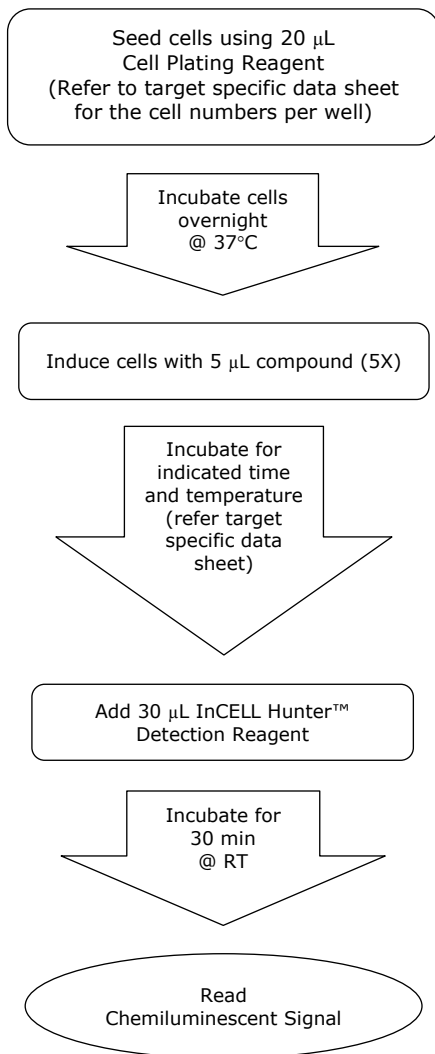 Seed cells using 20 μL
Cell Plating Reagent
(Refer to target specific data sheet
for the cell numbers per well)
Incubate cells
overnight
@ 37°C
Induce cells with 5 μL compound (5X)
Incubate for
indicated time
and temperature
(refer target
specific data
sheet)
Add 30 μL InCELL Hunter™
Detection Reagent
Incubate for
30 min
@ RT
Read
Chemiluminescent Signal